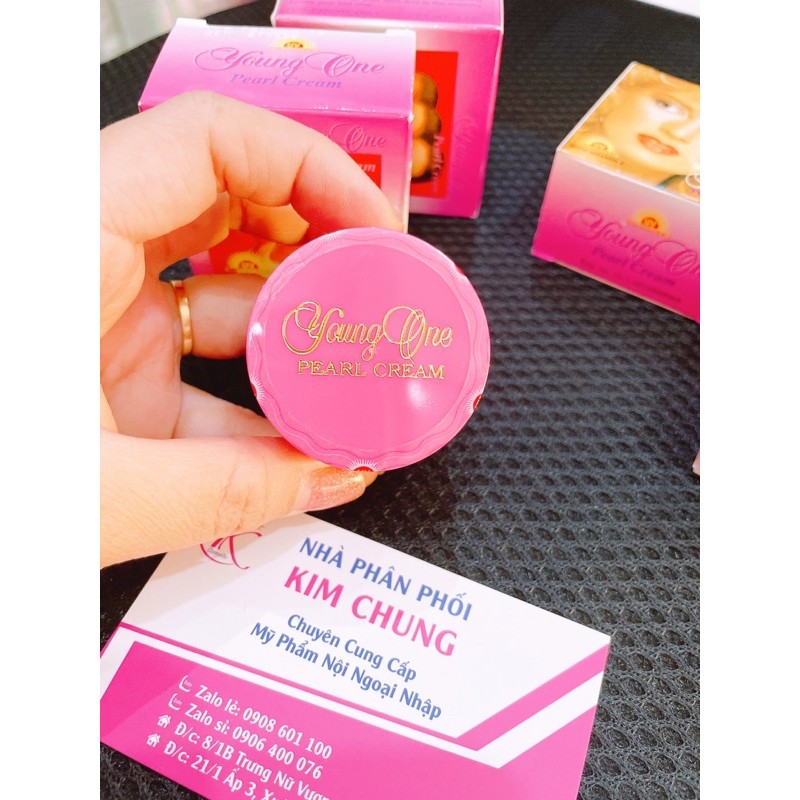 Young One
Pearl Cream
Young One
Pearl Cream
Young One
PEARL CREAM
NHÀ PHÂN PHỐI
KIM CHUNG
Chuyên Cung Cấp
Mỹ Phẩm Nội Ngoại Nhập
Zalo lẻ: 0908 601 100
Zalo sỉ: 0906 400 076
Đ/c: 8/1B Trưng Nữ Vươn
Đ/c: 21/1 Ấp 3, X